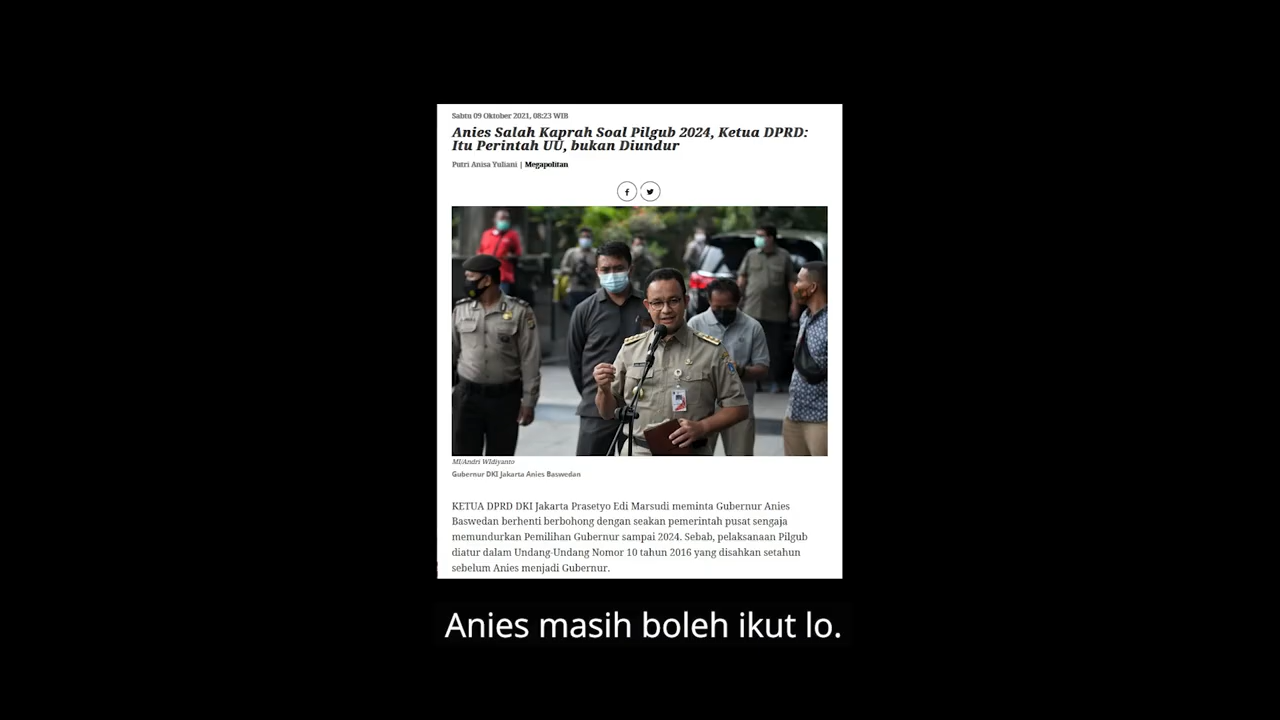 Sabtu 09 Oktober 2021, 08:23 WIB
Anies Salah Kaprah Soal Pilgub 2024, Ketua DPRD:
Itu Perintah UU, bukan Diundur
Putri Anisa Yuliani | Megapolitan
MI/Andri Widiyanto
Gubernur DKI Jakarta Anies Baswedan
KETUA DPRD DKI Jakarta Prasetyo Edi Marsudi meminta Gubernur Anies
Baswedan berhenti berbohong dengan seakan pemerintah pusat sengaja
memundurkan Pemilihan Gubernur sampai 2024. Sebab, pelaksanaan Pilgub
diatur dalam Undang-Undang Nomor 10 tahun 2016 yang disahkan setahun
sebelum Anies menjadi Gubernur.
Anies masih boleh ikut lo.